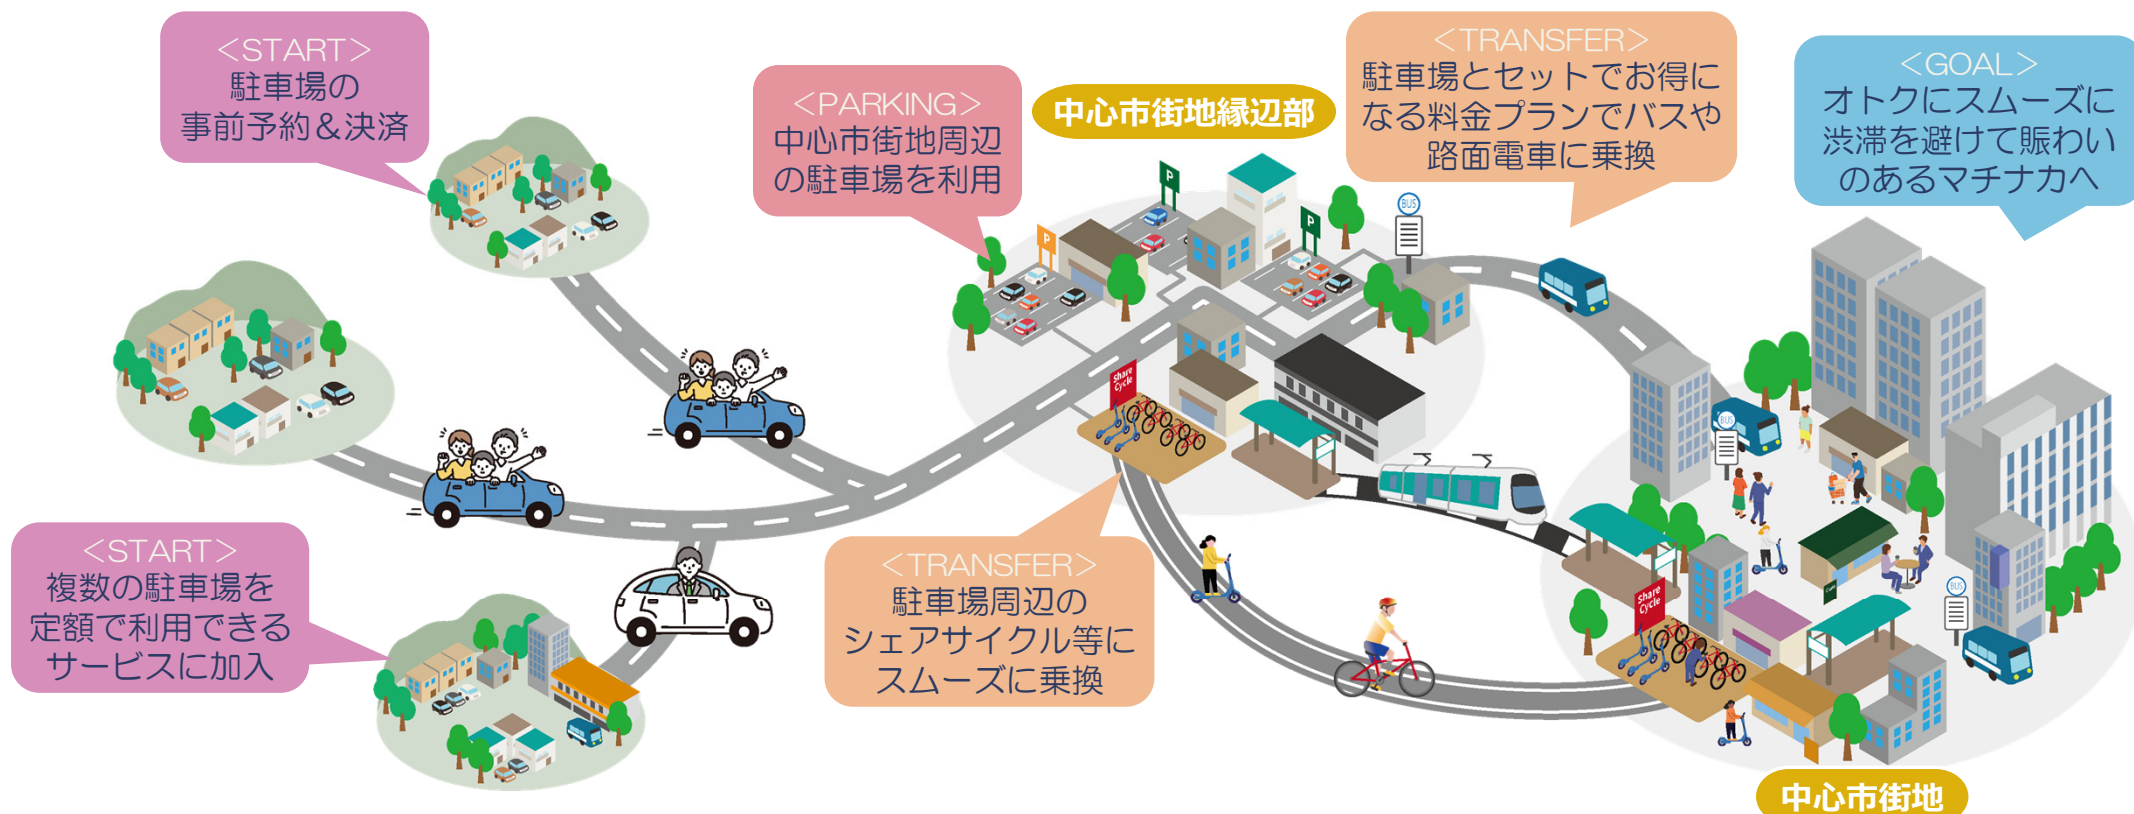 <START>
駐車場の
事前予約&決済
<PARKING>
中心市街地周辺
の駐車場を利用
中心市街地縁辺部
<TRANSFER>
駐車場とセットでお得に
なる料金プランでバスや
路面電車に乗換
<GOAL>
オトクにスムーズに
渋滞を避けて賑わい
のあるマチナカへ
P
P
P
BUS
Share
Cycle
BUS
<START>
複数の駐車場を
定額で利用できる
サービスに加入
<TRANSFER>
駐車場周辺の
シェアサイクル等に
スムーズに乗換
Share
Cycle
BUS
中心市街地